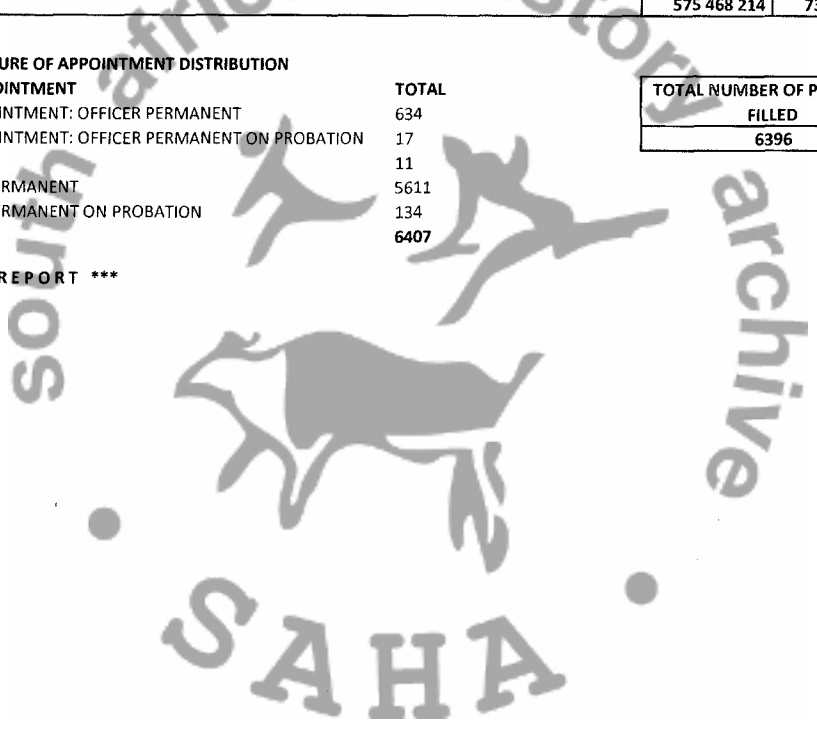 575 468 214 73
URE OF APPOINTMENT DISTRIBUTION
OINTMENT TOTAL
INTMENT: OFFICER PERMANENT 634
INTMENT: OFFICER PERMANENT ON PROBATION 17
11
RMANENT 5611
RMANENT ON PROBATION 134
6407
REPORT ***
TOTAL NUMBER OF P
FILLED
6396
south african history archive
SAHA